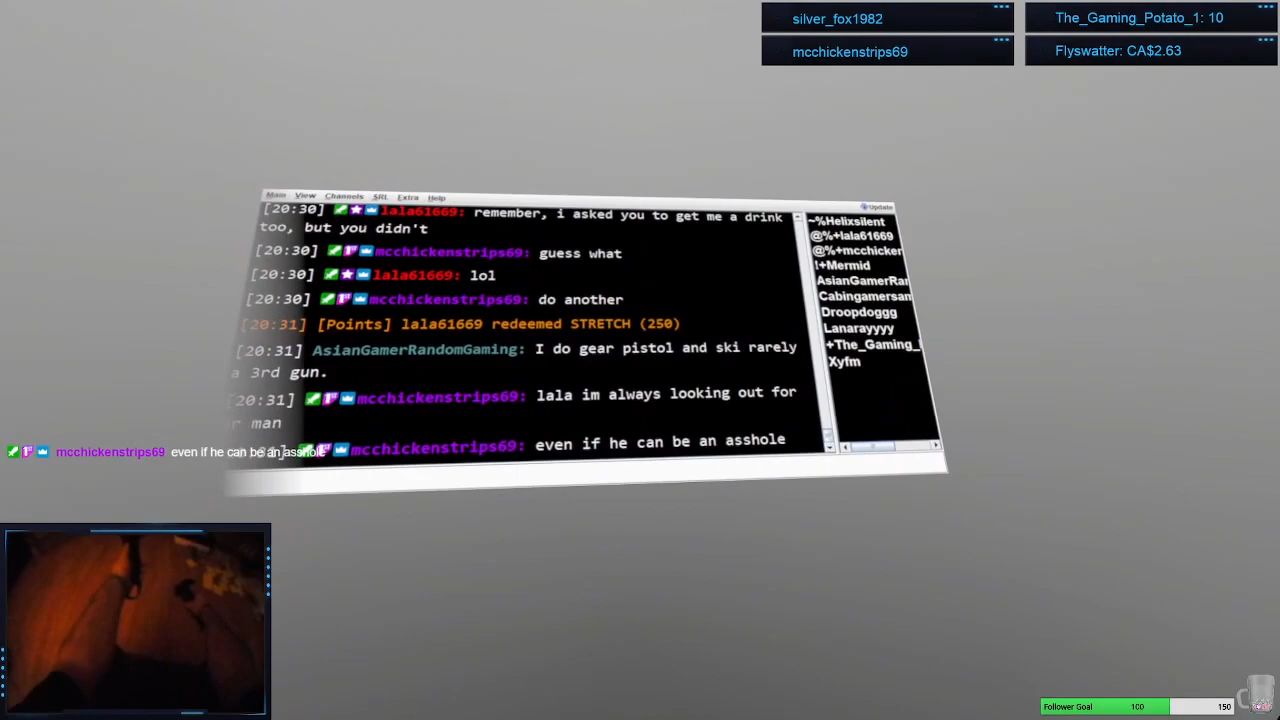 silver_fox1982
The_Gaming_Potato_1: 10
mcchickenstrips69
Flyswatter: CA$2.63
Main View Channels SRL Extra Help
Update
[20:30] lala61669: remember, i asked you to get me a drink
too, but you didn't
[20:30] mcchickenstrips69: guess what
[20:30] lala61669: lol
[20:30] mcchickenstrips69: do another
[20:31] [Points] lala61669 redeemed STRETCH (250)
[20:31] AsianGamerRandomGaming: I do gear pistol and ski rarely
a 3rd gun.
[20:31] mcchickenstrips69: lala im always looking out for
r man
mcchickenstrips69: even if he can be an asshole
~%Helixsilent
@%+lala61669
@%+mcchicken
!+Mermid
AsianGamerRan
Cabingamersam
Droopdoggg
Lanarayyyy
+The_Gaming_
Xyfm
mcchickenstrips69 even if he can be an asshole
Follower Goal 100 150